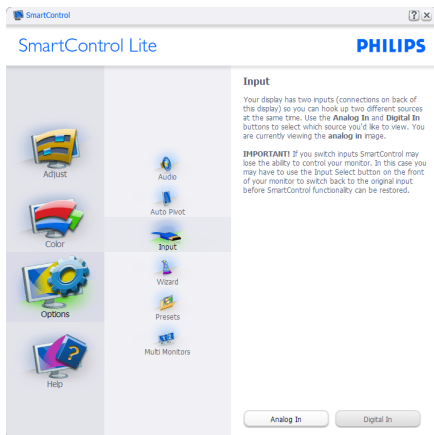 SmartControl
SmartControl Lite
PHILIPS
Adjust
Color
Options
Help
Audio
Auto Pivot
Input
Wizard
Presets
Multi Monitors
Input
Your display has two inputs (connections on back of
this display) so you can hook up two different sources
at the same time. Use the Analog In and Digital In
buttons to select which source you'd like to view. You
are currently viewing the analog in image.
IMPORTANT! If you switch inputs SmartControl may
lose the ability to control your monitor. In this case you
may have to use the Input Select button on the front
of your monitor to switch back to the original input
before SmartControl functionality can be restored.
Analog In
Digital In